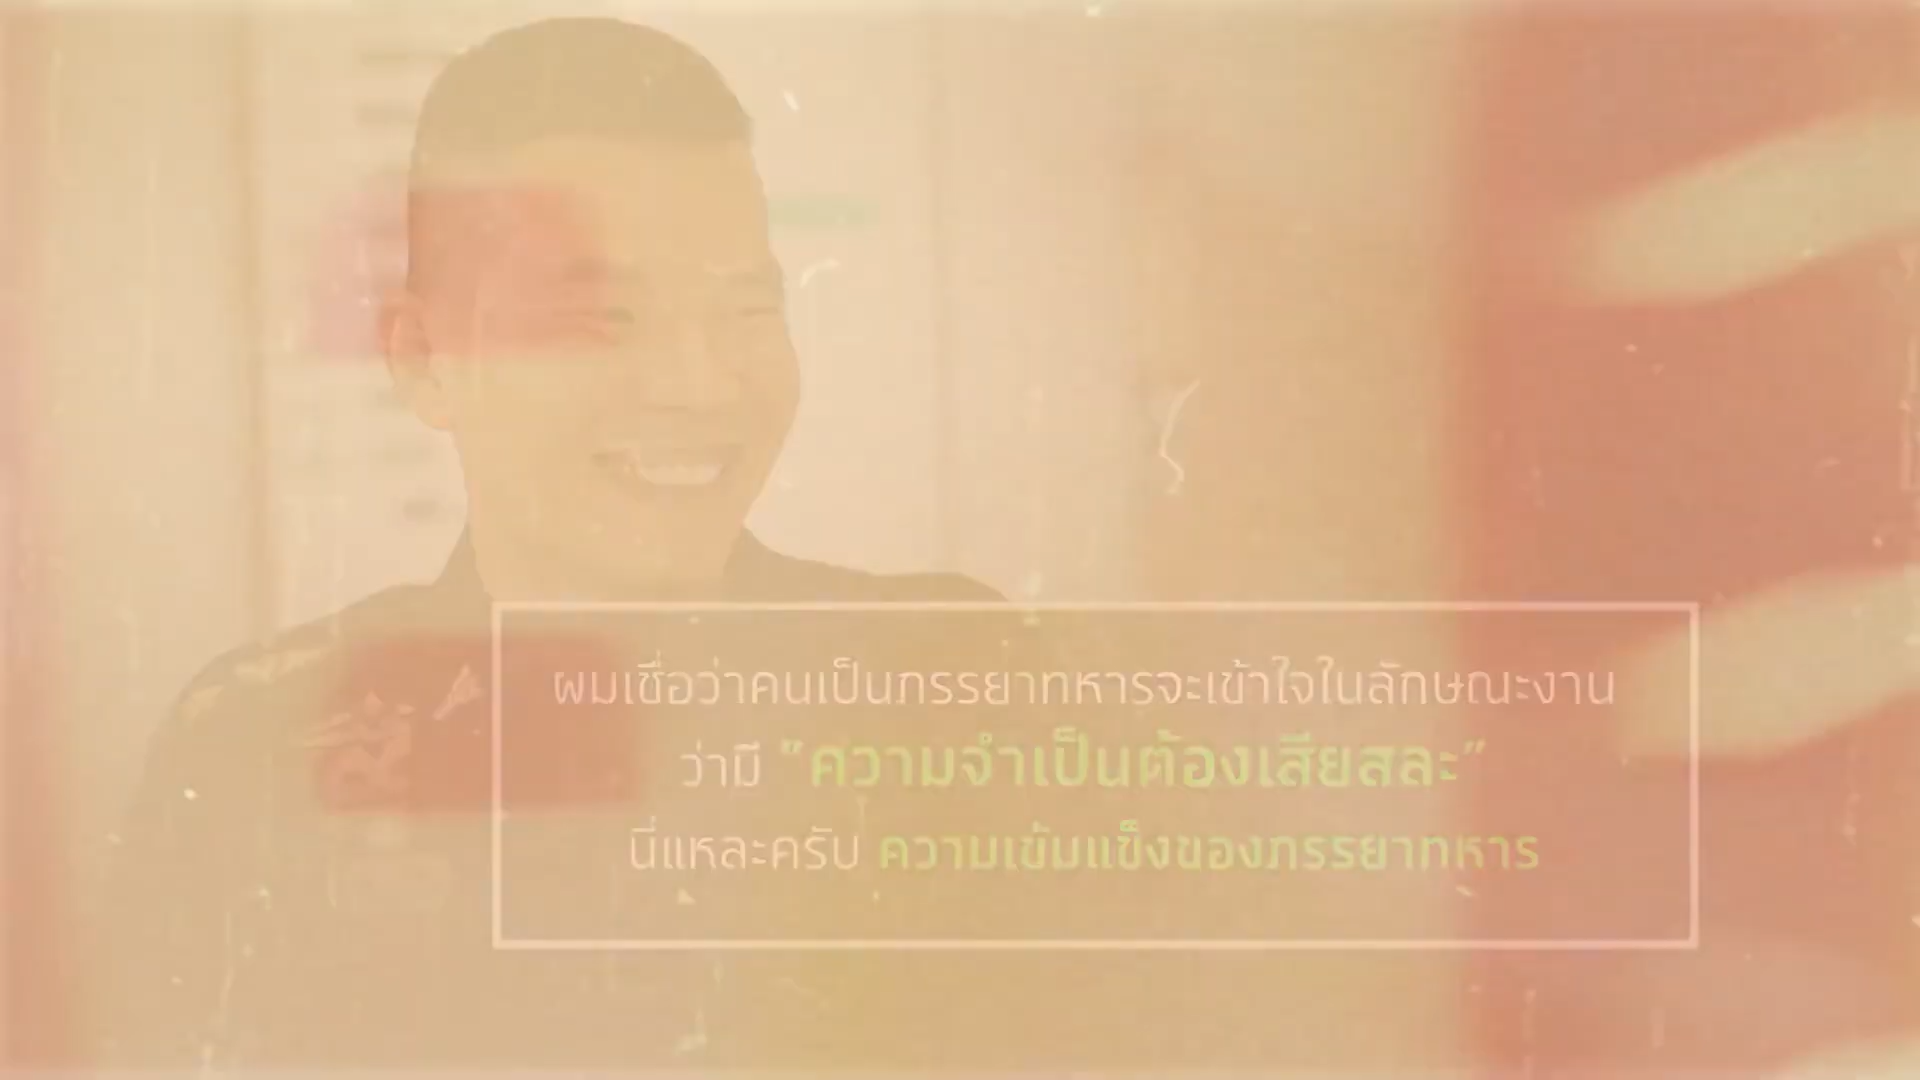 ผมเชื่อว่าคนเป็นภรรยาทหารจะเข้าใจในลักษณะงาน
ว่ามี "ความจำเป็นต้องเสียสละ"
นี่แหละครับ ความเข้มแข็งของภรรยาทหาร